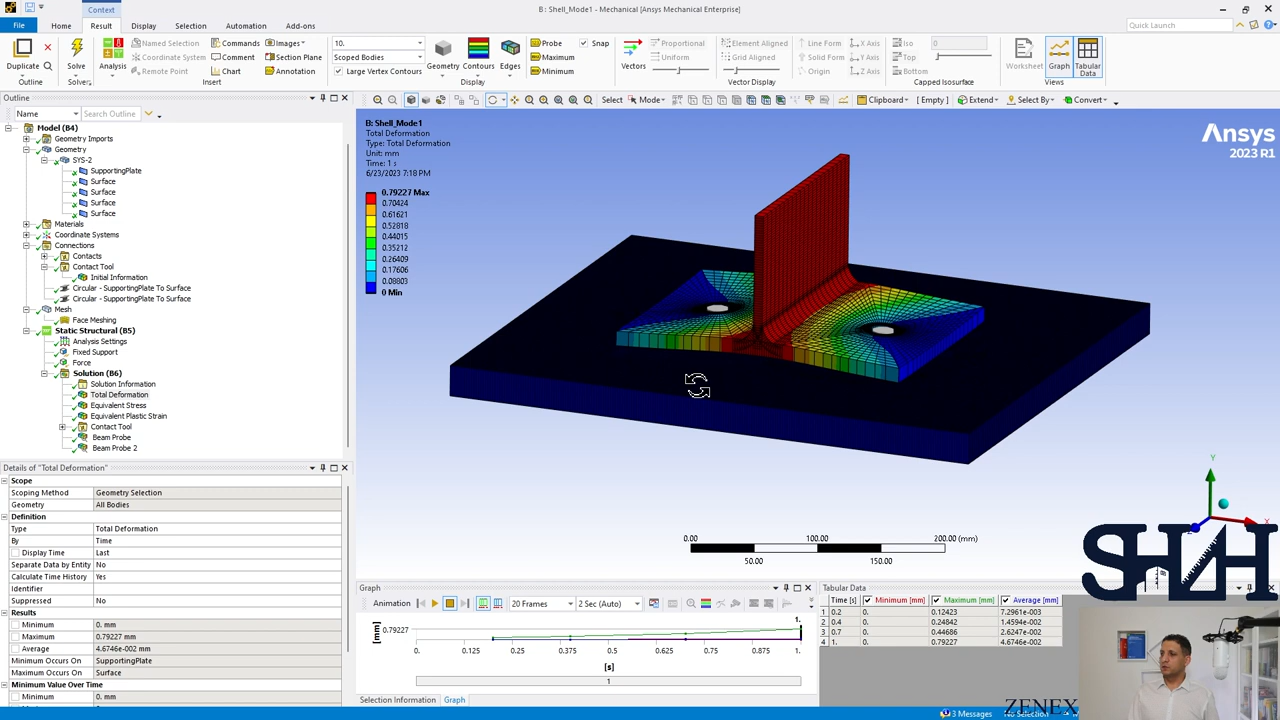 Context
B: Shell_Mode1 - Mechanical [Ansys Mechanical Enterprise]
File Home Result Display Selection Automation Add-ons
Quick Launch
Duplicate Solve Analysis
Named Selection Commands Images
Coordinate System Comment Section Plane
Remote Point Chart Annotation
10.
Scoped Bodies
Large Vertex Contours
Geometry Contours Edges
Probe Snap
Maximum
Minimum
Vectors
Proportional Element Aligned Line Form X Axis
Uniform Grid Aligned Line Form Y Axis
Solid Form Z Axis
Origin
Iso 0
Top
Bottom
Worksheet Graph Tabular Data
Outline Solver Insert Display Vector Display Capped Isosurface Views
Select Mode Clipboard [ Empty ] Extend Select By Convert
Outline
Name Search Outline
Model (B4)
Geometry Imports
Geometry
SYS-2
SupportingPlate
Surface
Surface
Surface
Surface
Materials
Coordinate Systems
Connections
Contacts
Contact Tool
Initial Information
Circular - SupportingPlate To Surface
Circular - SupportingPlate To Surface
Mesh
Face Meshing
Static Structural (B5)
Analysis Settings
Fixed Support
Force
Solution (B6)
Solution Information
Total Deformation
Equivalent Stress
Equivalent Plastic Strain
Contact Tool
Beam Probe
Beam Probe 2
Details of "Total Deformation"
Scope
Scoping Method Geometry Selection
Geometry All Bodies
Definition
Type Total Deformation
By Time
Display Time Last
Separate Data by Entity No
Calculate Time History Yes
Identifier
Suppressed No
Results
Minimum 0. mm
Maximum 0.79227 mm
Average 4.6746e-002 mm
Minimum Occurs On SupportingPlate
Maximum Occurs On Surface
Minimum Value Over Time
Minimum 0. mm
B: Shell_Mode1
Total Deformation
Type: Total Deformation
Unit: mm
Time: 1 s
6/23/2023 7:18 PM
0.79227 Max
0.70424
0.61621
0.52818
0.44015
0.35212
0.26409
0.17606
0.08803
0 Min
Ansys
2023 R1
Y
X
0.00 100.00 200.00 (mm)
50.00 150.00
Graph
Animation 20 Frames 2 Sec (Auto)
[mm]
0.79227
0.
1.
0. 0.125 0.25 0.375 0.5 0.625 0.75 0.875 1.
[s]
1
Selection Information Graph
Tabular Data
Time [s] Minimum [mm] Maximum [mm] Average [mm]
1 0.2 0. 0.12423 7.2961e-003
2 0.4 0. 0.24842 1.4594e-002
3 0.7 0. 0.44686 2.6247e-002
4 1. 0. 0.79227 4.6746e-002
ZENEX
3 Messages No Selection